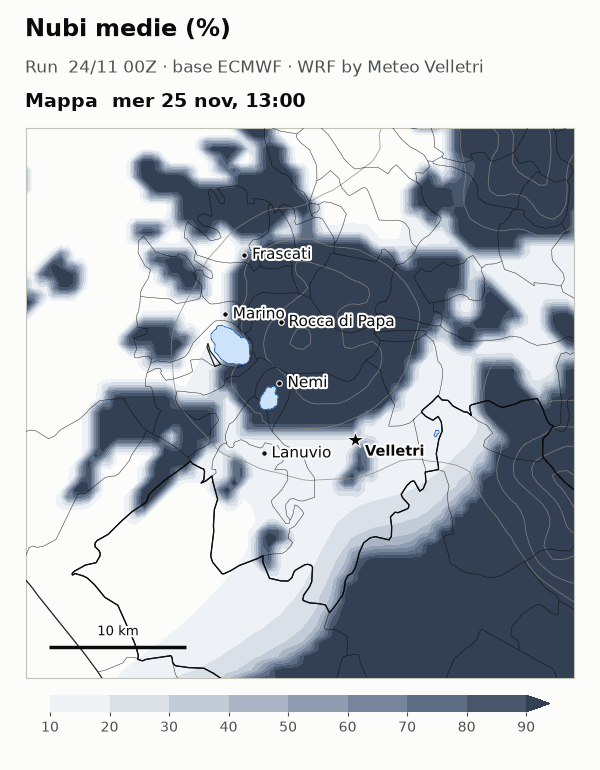 Nubi medie (%)
Run  24/11 00Z · base ECMWF · WRF by Meteo Velletri
Mappa  mer 25 nov, 13:00
Frascati
Marino
Rocca di Papa
Nemi
Velletri
Lanuvio
10 km
10 20 30 40 50 60 70 80 90